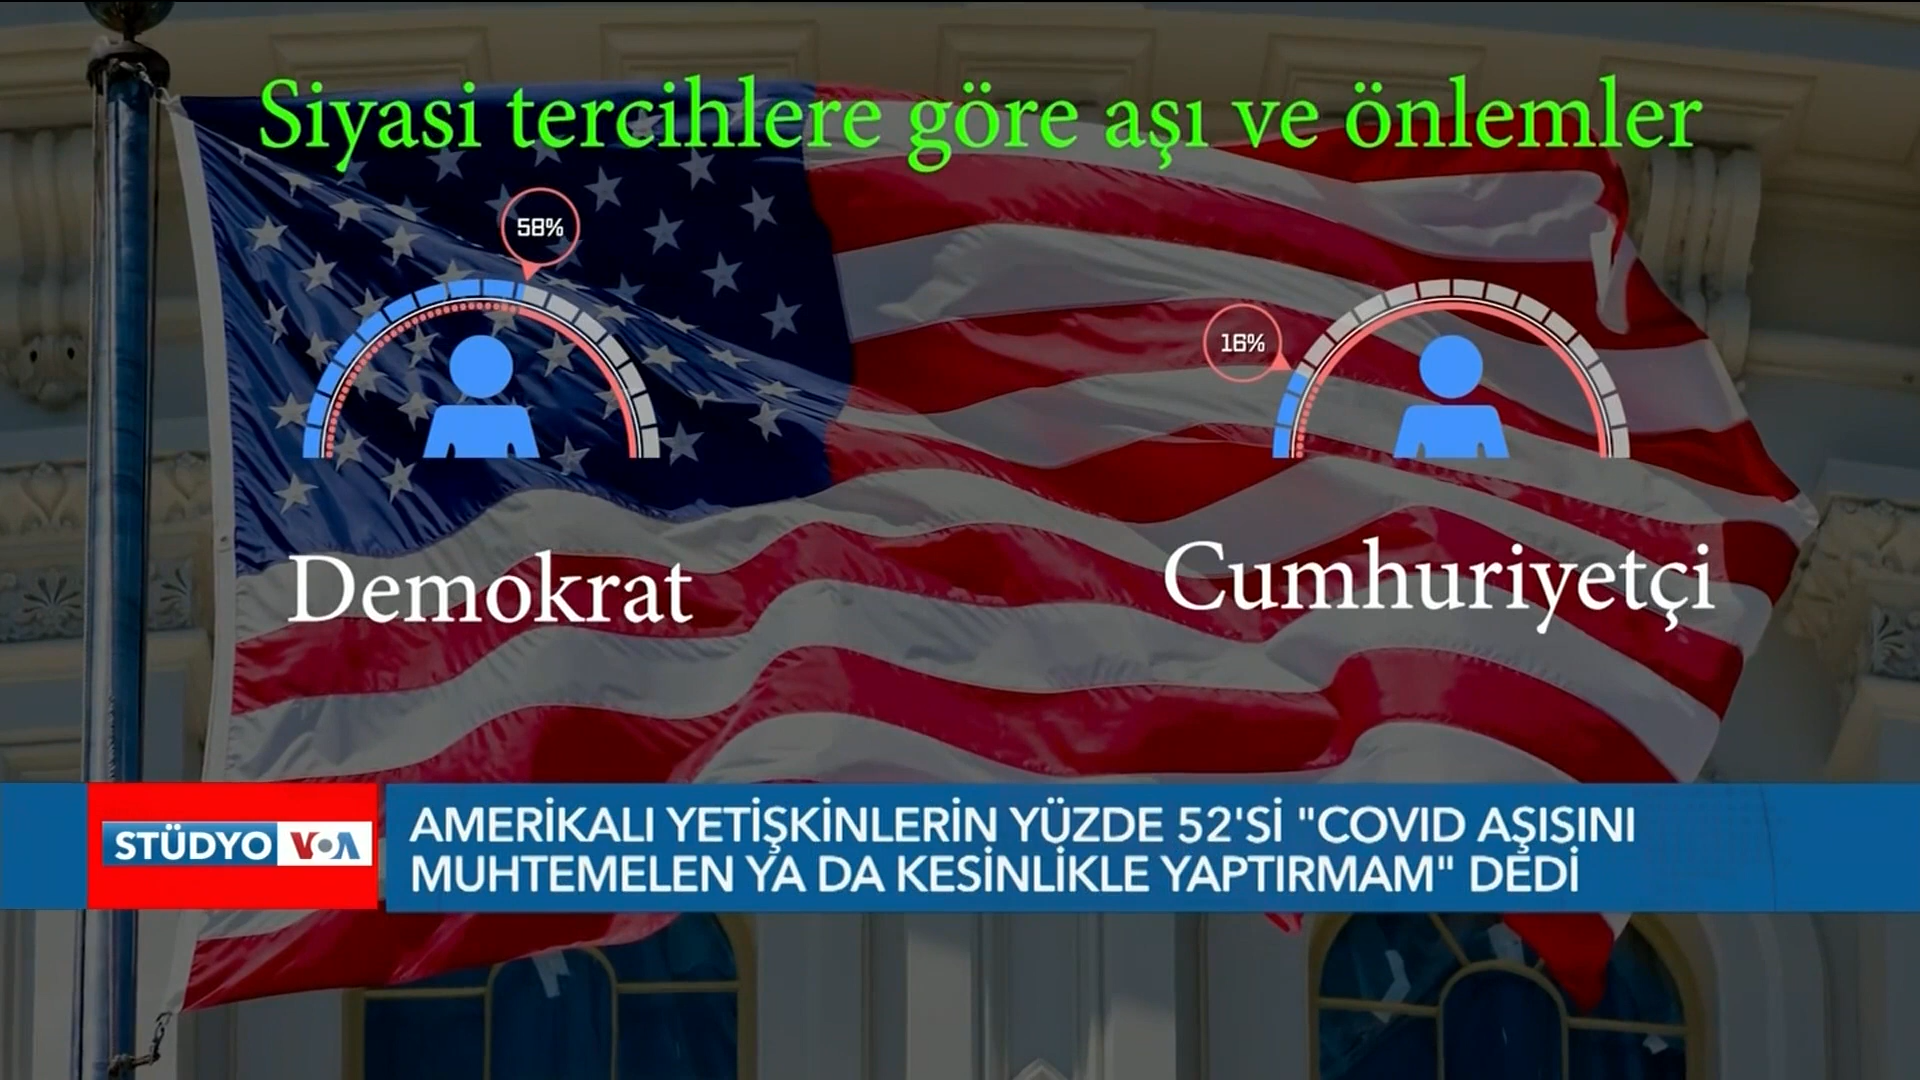 Siyasi tercihlere göre aşı ve önlemler
58%
16%
Demokrat
Cumhuriyetçi
STÜDYO VOA
AMERİKALI YETİŞKİNLERİN YÜZDE 52'Sİ "COVID AŞISINI
MUHTEMELEN YA DA KESİNLİKLE YAPTIRMAM" DEDİ